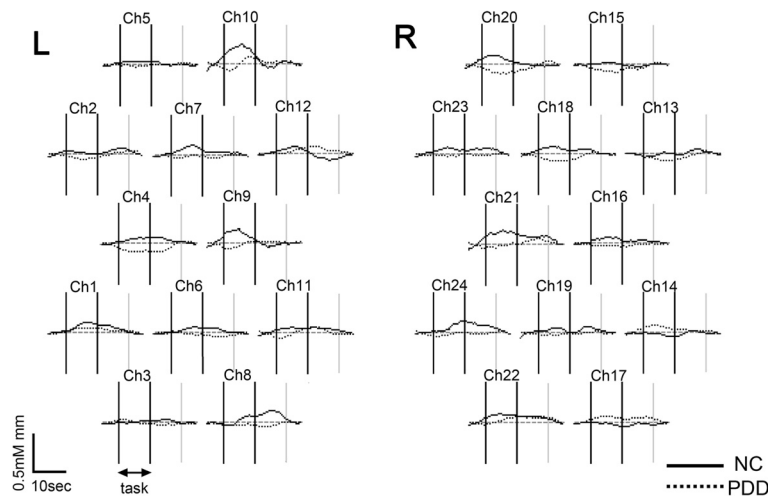 Ch5 Ch10 Ch20 Ch15
L R
Ch2 Ch7 Ch12 Ch23 Ch18 Ch13
Ch4 Ch9 Ch21 Ch16
Ch1 Ch6 Ch11 Ch24 Ch19 Ch14
Ch3 Ch8 Ch22 Ch17
0.5mM mm
10sec
task
NC
PDD